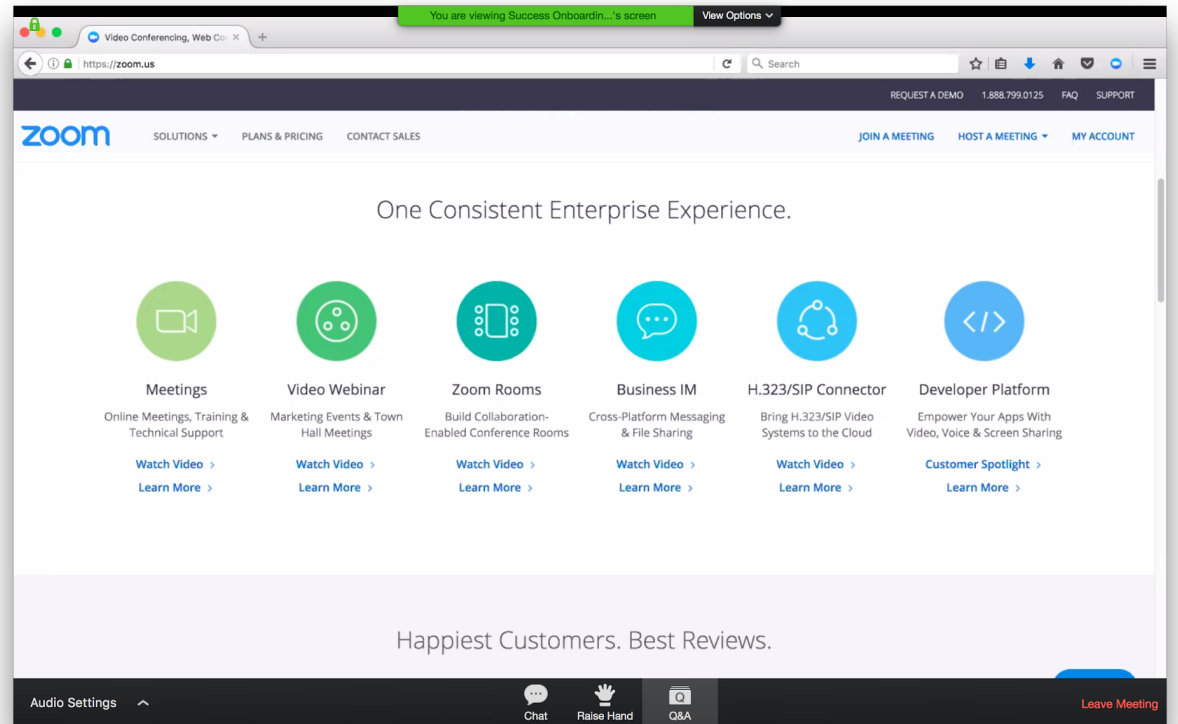 You are viewing Success Onboardin...'s screen
View Options
Video Conferencing, Web Co
https://zoom.us
Search
REQUEST A DEMO 1.888.799.0125 FAQ SUPPORT
zoom
SOLUTIONS PLANS & PRICING CONTACT SALES
JOIN A MEETING HOST A MEETING MY ACCOUNT
One Consistent Enterprise Experience.
Meetings
Online Meetings, Training &
Technical Support
Watch Video
Learn More
Video Webinar
Marketing Events & Town
Hall Meetings
Watch Video
Learn More
Zoom Rooms
Build Collaboration-
Enabled Conference Rooms
Watch Video
Learn More
Business IM
Cross-Platform Messaging
& File Sharing
Watch Video
Learn More
H.323/SIP Connector
Bring H.323/SIP Video
Systems to the Cloud
Watch Video
Learn More
</>
Developer Platform
Empower Your Apps With
Video, Voice & Screen Sharing
Customer Spotlight
Learn More
Happiest Customers. Best Reviews.
Audio Settings
Chat
Raise Hand
Q
Q&A
Leave Meeting